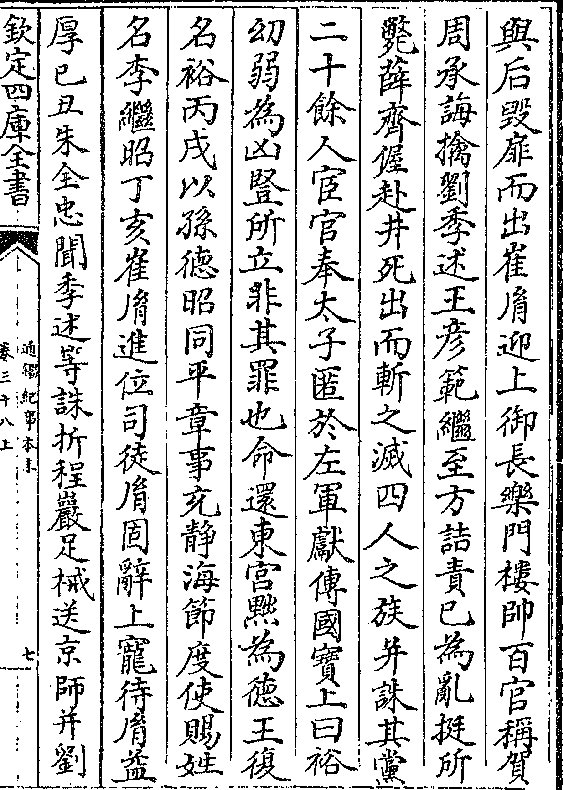 與后毀扉而出崔胤迎上御長樂門樓帥百官稱賀
周承誨擒劉季述王彦範繼至方詰責已為亂挺所
斃薛齊偓赴井死出而斬之滅四人之族并誅其黨
二十餘人宦官奉太子匿於左軍獻傳國寶上曰裕
幼弱為凶豎所立非其罪也命還東宮黜為德王復
名裕丙戌以孫德昭同平章事充静海節度使賜姓
名李繼昭丁亥崔胤進位司徒胤固辭上寵待胤益
厚已丑朱全忠聞季述等誅折程巖足械送京師并劉
欽定四庫全書
通鑑紀事本末
卷三十八上
七